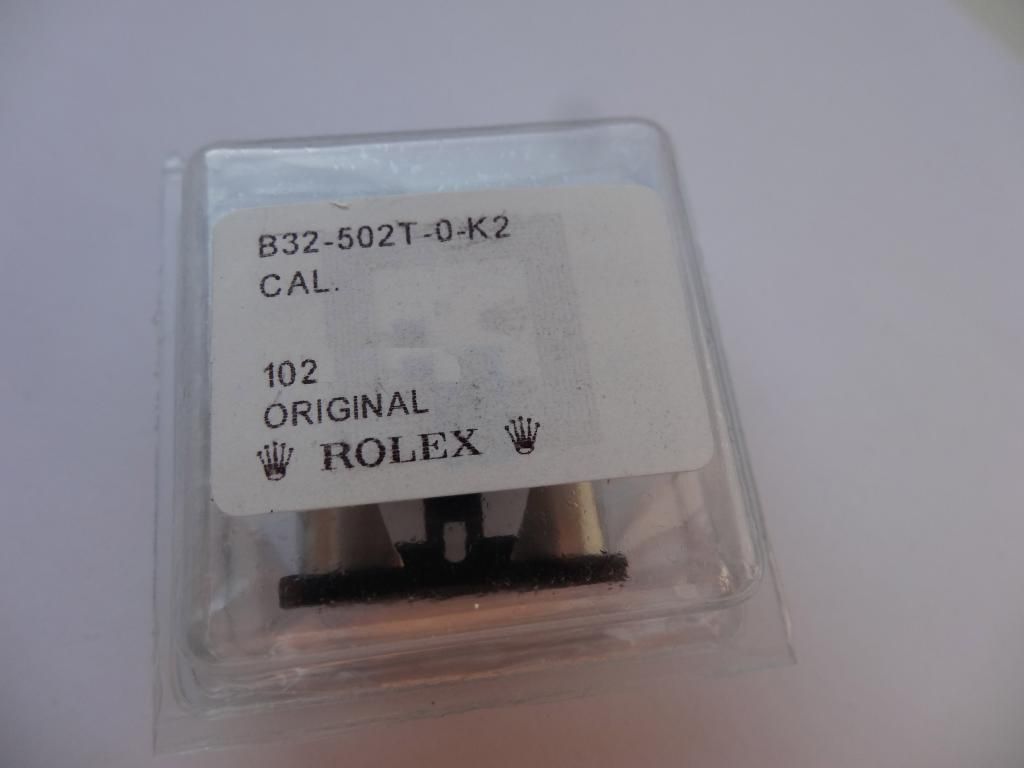 B32-502T-0-K2
CAL.
102
ORIGINAL
ROLEX